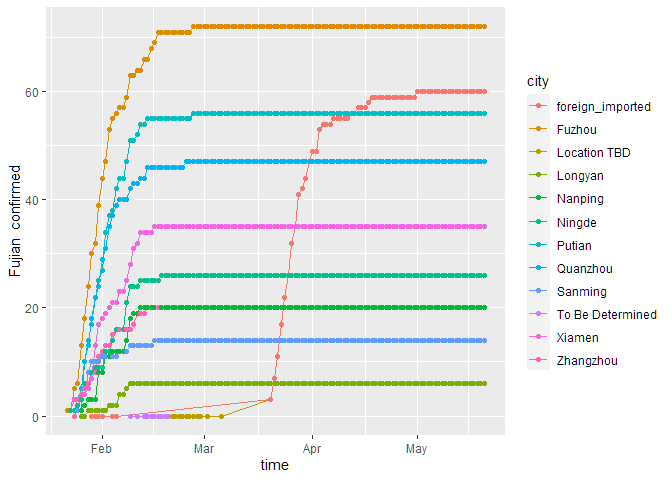 60
40
20
0
Fujian confirmed
Feb
Mar
Apr
May
time
city
foreign_imported
Fuzhou
Location TBD
Longyan
Nanping
Ningde
Putian
Quanzhou
Sanming
To Be Determined
Xiamen
Zhangzhou